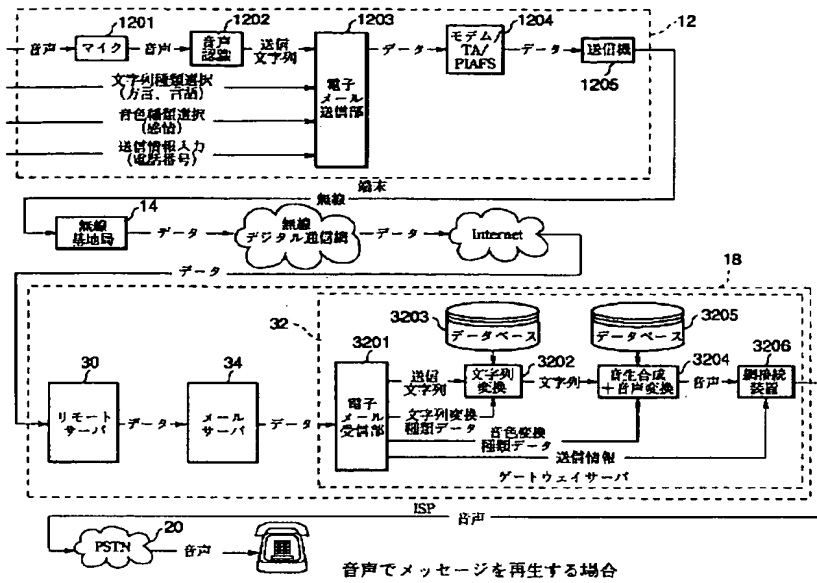 1201
1202
1203
1204
12
音声
マイク
音声
音声
認識
送信
文字列
電子
メール
送信部
データ
モデム/
TA/
PIAFS
データ
送信機
1205
文字列種類選択
(方言、言語)
音色種類選択
(感情)
送信情報入力
(電話番号)
端末
無線
14
無線
基地局
データ
無線
デジタル通信網
データ
Internet
データ
18
32
3203
データベース
3205
データベース
30
リモート
サーバ
データ
34
メール
サーバ
データ
3201
電子
メール
受信部
送信
文字列
文字列
変換
3202
文字列
音生合成
+音声変換
3204
音声
3206
網接続
装置
文字列変換
種類データ
音色変換
種類データ
送信情報
ゲートウェイサーバ
ISP
音声
20
PSTN
音声
音声でメッセージを再生する場合